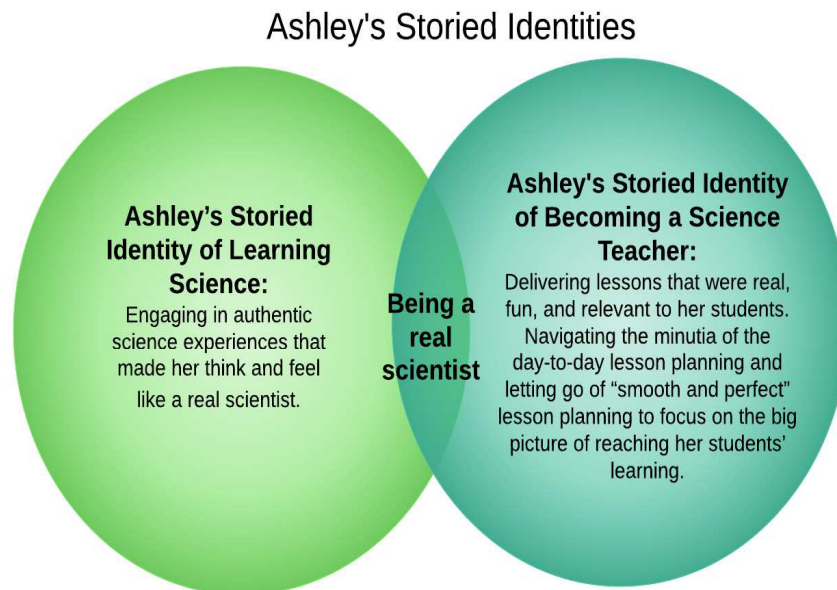 Ashley's Storied Identities
Ashley’s Storied
Identity of Learning
Science:
Engaging in authentic
science experiences that
made her think and feel
like a real scientist.
Being a
real
scientist
Ashley's Storied Identity
of Becoming a Science
Teacher:
Delivering lessons that were real,
fun, and relevant to her students.
Navigating the minutia of the
day-to-day lesson planning and
letting go of “smooth and perfect”
lesson planning to focus on the big
picture of reaching her students’
learning.